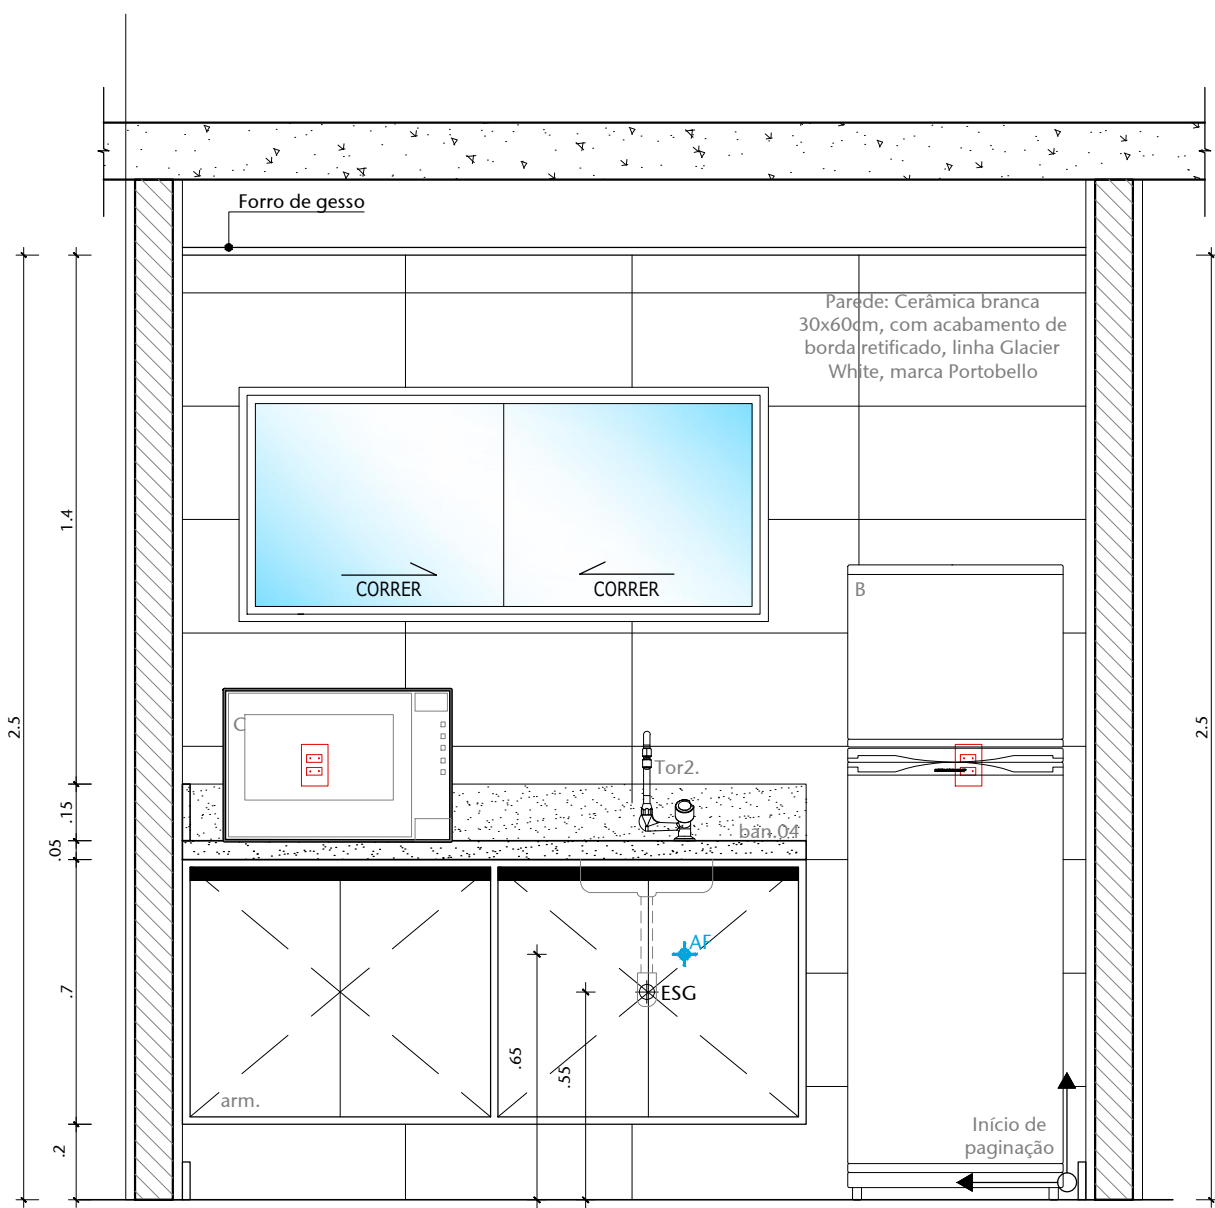 Forro de gesso
Parede: Cerâmica branca
30x60cm, com acabamento de
borda retificado, linha Glacier
White, marca Portobello
2.5
1.4
2.5
CORRER
CORRER
B
C
Tor2.
.15
ban.04
.05
AF
ESG
.7
.65
.55
arm.
Início de
paginação
.2